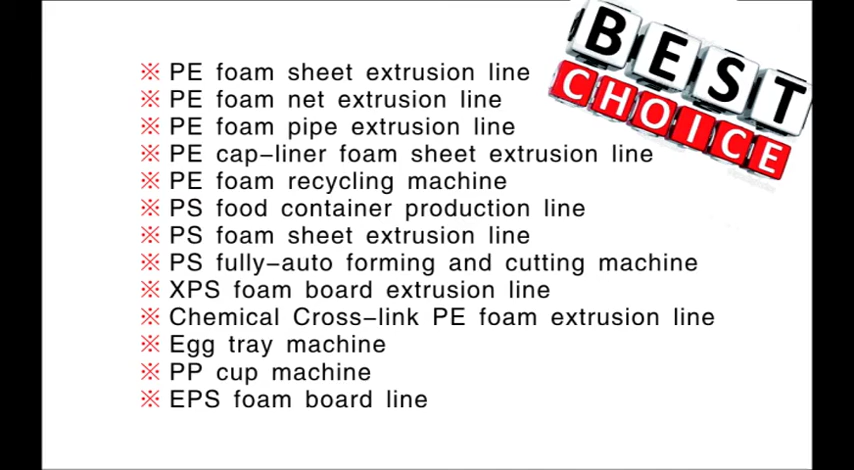 BEST
CHOICE
※ PE foam sheet extrusion line
※ PE foam net extrusion line
※ PE foam pipe extrusion line
※ PE cap-liner foam sheet extrusion line
※ PE foam recycling machine
※ PS food container production line
※ PS foam sheet extrusion line
※ PS fully-auto forming and cutting machine
※ XPS foam board extrusion line
※ Chemical Cross-link PE foam extrusion line
※ Egg tray machine
※ PP cup machine
※ EPS foam board line